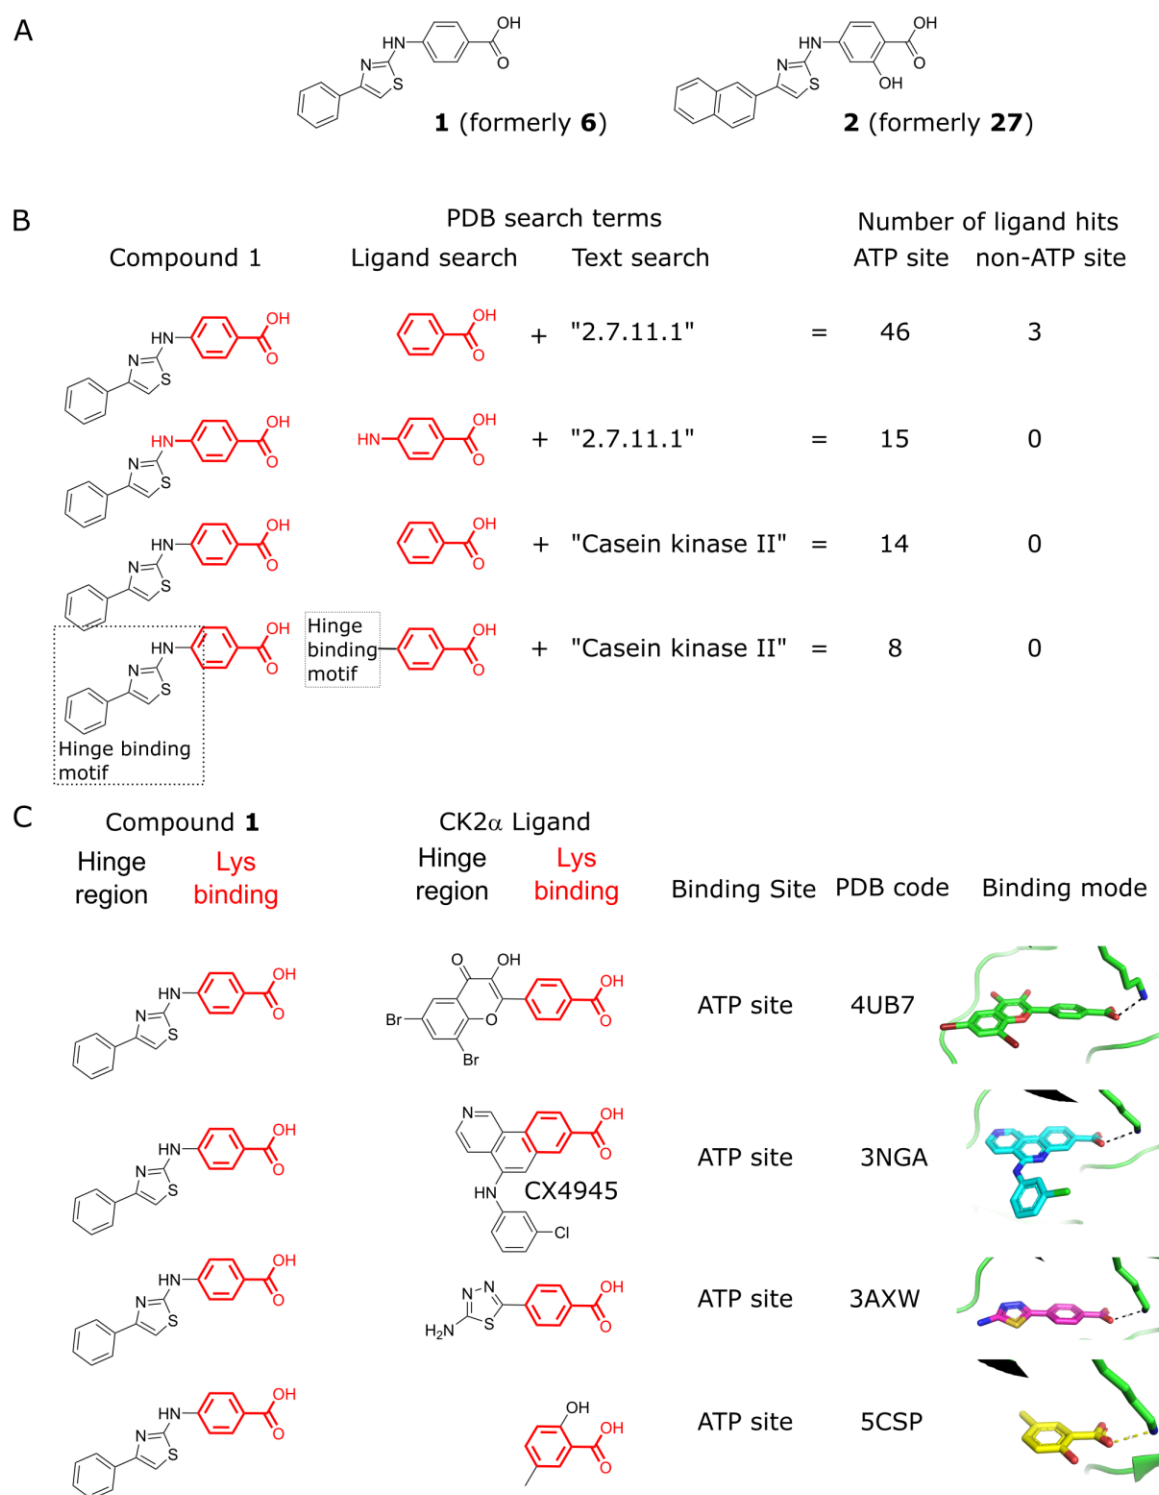 A
HN OH O N S
1 (formerly 6)
HN OH O OH N S
2 (formerly 27)
B
PDB search terms Number of ligand hits
Compound 1 Ligand search Text search ATP site non-ATP site
HN OH O N S OH O + "2.7.11.1" = 46 3
HN OH O N S HN OH O + "2.7.11.1" = 15 0
HN OH O N S OH O + "Casein kinase II" = 14 0
HN OH O N S Hinge binding motif OH O + "Casein kinase II" = 8 0
Hinge binding
motif
C
Compound 1 CK2α Ligand
Hinge region Lys binding Hinge region Lys binding Binding Site PDB code Binding mode
HN OH O N S O OH O Br Br OH O ATP site 4UB7
HN OH O N S N OH O HN CX4945 Cl ATP site 3NGA
HN OH O N S N N H2N S OH O ATP site 3AXW
HN OH O N S OH OH O ATP site 5CSP